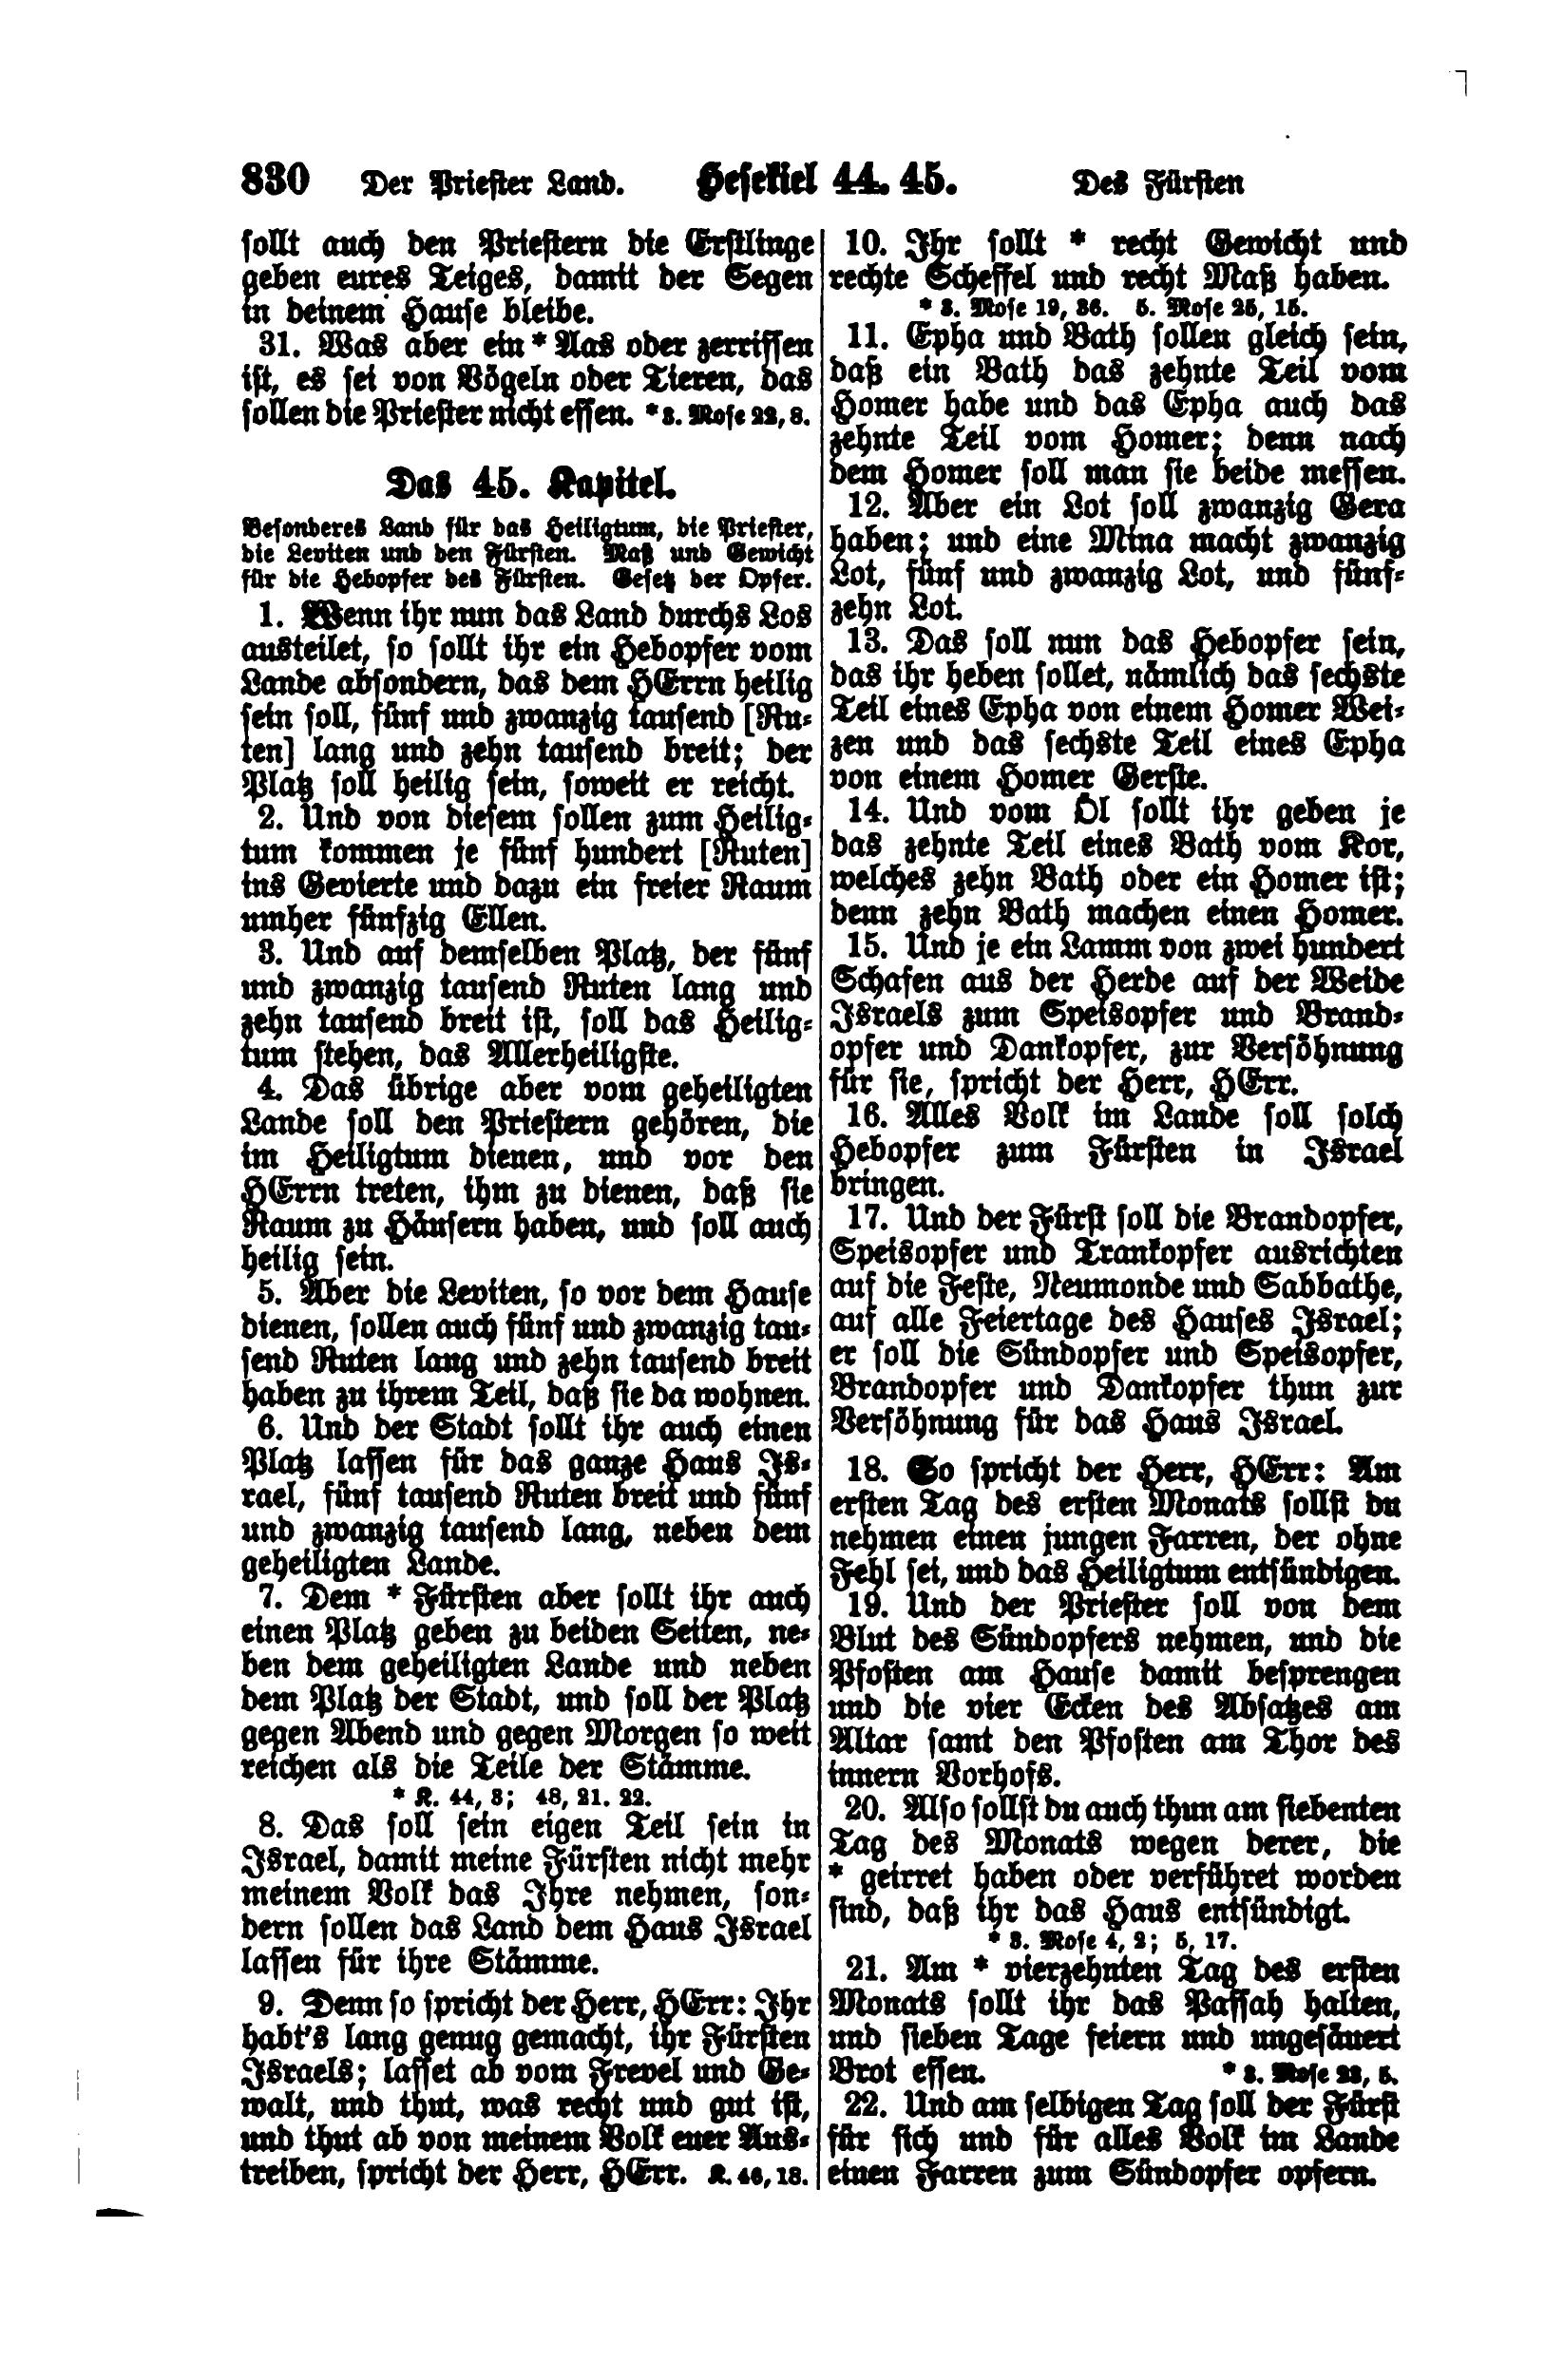 830 Der Priester Land. Hesekiel 44. 45. Des Fürsten
sollt auch den Priestern die Erstlinge
geben eures Teiges, damit der Segen
in deinem Hause bleibe.
31. Was aber ein * Aas oder zerrissen
ist, es sei von Vögeln oder Tieren, das
sollen die Priester nicht essen. * 3. Mose 22, 8.
Das 45. Kapitel.
Besonderes Land für das Heiligtum, die Priester,
die Leviten und den Fürsten. Maß und Gewicht
für die Hebopfer des Fürsten. Gesetz der Opfer.
1. Wenn ihr nun das Land durchs Los
austeilet, so sollt ihr ein Hebopfer vom
Lande absondern, das dem HErrn heilig
sein soll, fünf und zwanzig tausend [Ru-
ten] lang und zehn tausend breit; der
Platz soll heilig sein, soweit er reicht.
2. Und von diesem sollen zum Heilig-
tum kommen je fünf hundert [Ruten]
ins Gevierte und dazu ein freier Raum
umher fünfzig Ellen.
3. Und auf demselben Platz, der fünf
und zwanzig tausend Ruten lang und
zehn tausend breit ist, soll das Heilig-
tum stehen, das Allerheiligste.
4. Das übrige aber vom geheiligten
Lande soll den Priestern gehören, die
im Heiligtum dienen, und vor den
HErrn treten, ihm zu dienen, daß sie
Raum zu Häusern haben, und soll auch
heilig sein.
5. Aber die Leviten, so vor dem Hause
dienen, sollen auch fünf und zwanzig tau-
send Ruten lang und zehn tausend breit
haben zu ihrem Teil, daß sie da wohnen.
6. Und der Stadt sollt ihr auch einen
Platz lassen für das ganze Haus Is-
rael, fünf tausend Ruten breit und fünf
und zwanzig tausend lang, neben dem
geheiligten Lande.
7. Dem * Fürsten aber sollt ihr auch
einen Platz geben zu beiden Seiten, ne-
ben dem geheiligten Lande und neben
dem Platz der Stadt, und soll der Platz
gegen Abend und gegen Morgen so weit
reichen als die Teile der Stämme.
* K. 44, 3; 48, 21. 22.
8. Das soll sein eigen Teil sein in
Israel, damit meine Fürsten nicht mehr
meinem Volk das Ihre nehmen, son-
dern sollen das Land dem Haus Israel
lassen für ihre Stämme.
9. Denn so spricht der Herr, HErr: Ihr
habt's lang genug gemacht, ihr Fürsten
Israels; lasset ab vom Frevel und Ge-
walt, und thut, was recht und gut ist,
und thut ab von meinem Volk euer Aus-
treiben, spricht der Herr, HErr. K. 46, 18.
10. Ihr sollt * recht Gewicht und
rechte Scheffel und recht Maß haben.
* 3. Mose 19, 36. 5. Mose 25, 15.
11. Epha und Bath sollen gleich sein,
daß ein Bath das zehnte Teil vom
Homer habe und das Epha auch das
zehnte Teil vom Homer; denn nach
dem Homer soll man sie beide messen.
12. Aber ein Lot soll zwanzig Gera
haben; und eine Mina macht zwanzig
Lot, fünf und zwanzig Lot, und fünf-
zehn Lot.
13. Das soll nun das Hebopfer sein,
das ihr heben sollet, nämlich das sechste
Teil eines Epha von einem Homer Wei-
zen und das sechste Teil eines Epha
von einem Homer Gerste.
14. Und vom Öl sollt ihr geben je
das zehnte Teil eines Bath vom Kor,
welches zehn Bath oder ein Homer ist;
denn zehn Bath machen einen Homer.
15. Und je ein Lamm von zwei hundert
Schafen aus der Herde auf der Weide
Israels zum Speisopfer und Brand-
opfer und Dankopfer, zur Versöhnung
für sie, spricht der Herr, HErr.
16. Alles Volk im Lande soll solch
Hebopfer zum Fürsten in Israel
bringen.
17. Und der Fürst soll die Brandopfer,
Speisopfer und Trankopfer ausrichten
auf die Feste, Neumonde und Sabbathe,
auf alle Feiertage des Hauses Israel;
er soll die Sündopfer und Speisopfer,
Brandopfer und Dankopfer thun zur
Versöhnung für das Haus Israel.
18. So spricht der Herr, HErr: Am
ersten Tag des ersten Monats sollst du
nehmen einen jungen Farren, der ohne
Fehl sei, und das Heiligtum entsündigen.
19. Und der Priester soll von dem
Blut des Sündopfers nehmen, und die
Pfosten am Hause damit besprengen
und die vier Ecken des Absatzes am
Altar samt den Pfosten am Thor des
innern Vorhofs.
20. Also sollst du auch thun am siebenten
Tag des Monats wegen derer, die
* geirret haben oder verführet worden
sind, daß ihr das Haus entsündigt.
* 3. Mose 4, 2; 5, 17.
21. Am * vierzehnten Tag des ersten
Monats sollt ihr das Passah halten,
und sieben Tage feiern und ungesäuert
Brot essen. * 3. Mose 23, 5.
22. Und am selbigen Tag soll der Fürst
für sich und für alles Volk im Lande
einen Farren zum Sündopfer opfern.